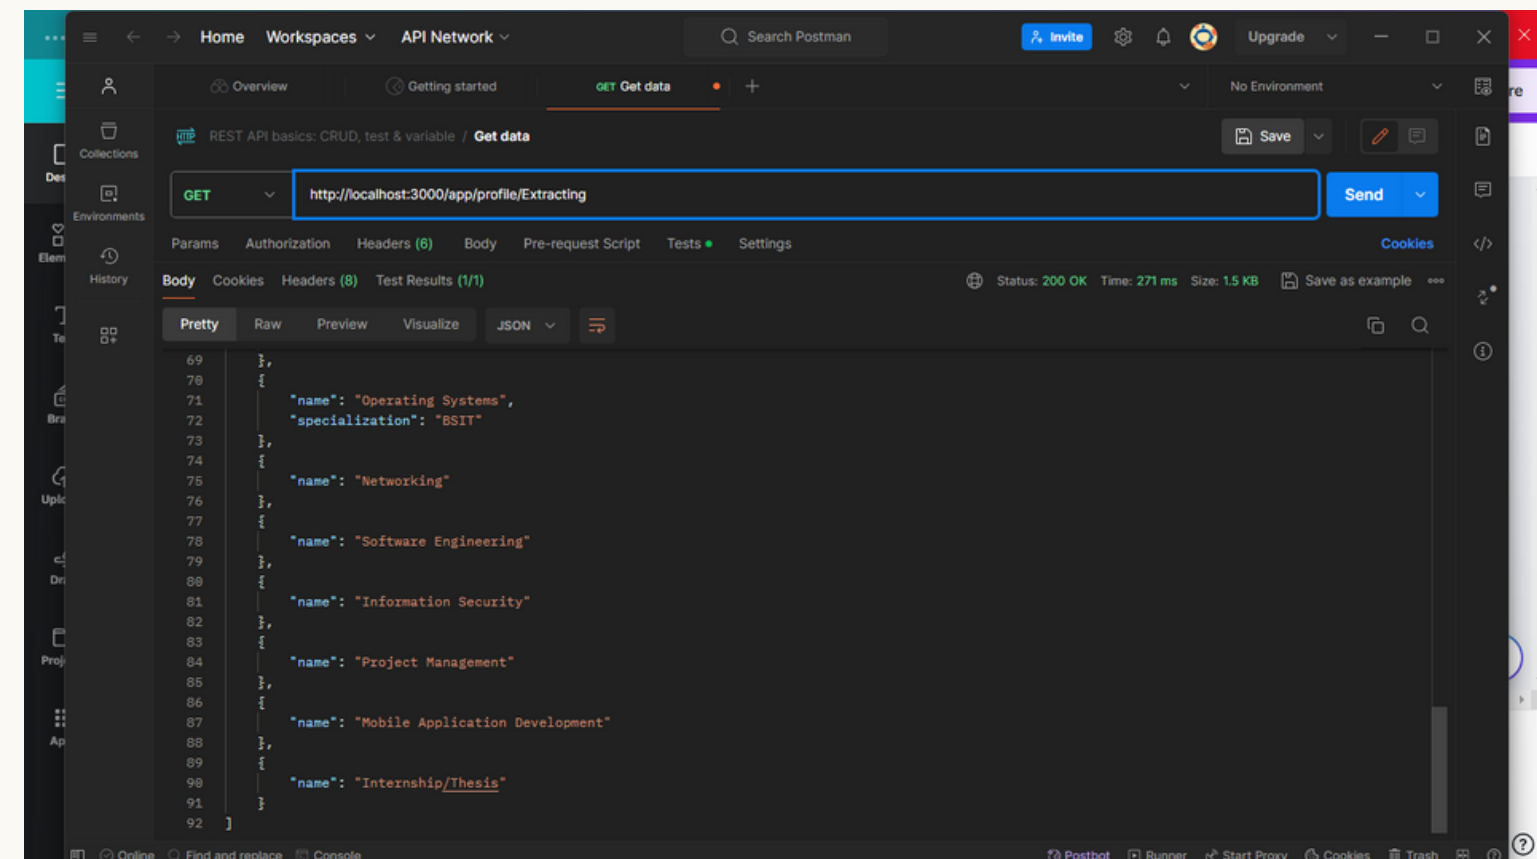 Home Workspaces API Network Search Postman Invite Upgrade
Overview Getting started GET Get data No Environment
REST API basics: CRUD, test & variable / Get data Save
Collections
Environments
History
GET http://localhost:3000/app/profile/Extracting Send
Params Authorization Headers (6) Body Pre-request Script Tests Settings Cookies
Body Cookies Headers (8) Test Results (1/1) Status: 200 OK Time: 271 ms Size: 1.5 KB Save as example
Pretty Raw Preview Visualize JSON
69 },
70 {
71 "name": "Operating Systems",
72 "specialization": "BSIT"
73 },
74 {
75 "name": "Networking"
76 },
77 {
78 "name": "Software Engineering"
79 },
80 {
81 "name": "Information Security"
82 },
83 {
84 "name": "Project Management"
85 },
86 {
87 "name": "Mobile Application Development"
88 },
89 {
90 "name": "Internship/Thesis"
91 }
92 ]
Online Find and replace Console Postbot Runner Start Proxy Cookies Trash